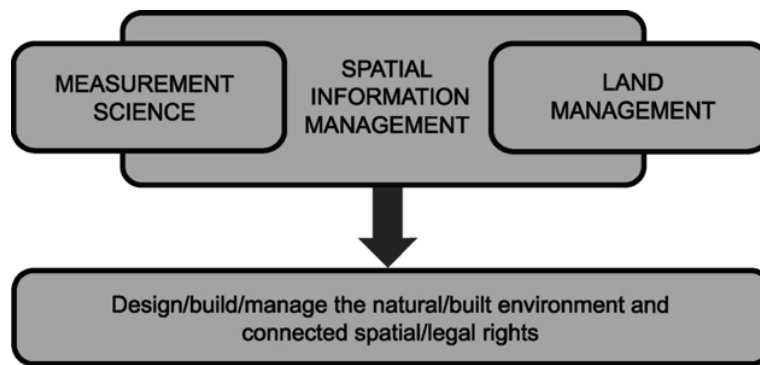 MEASUREMENT
SCIENCE
SPATIAL
INFORMATION
MANAGEMENT
LAND
MANAGEMENT
Design/build/manage the natural/built environment and
connected spatial/legal rights